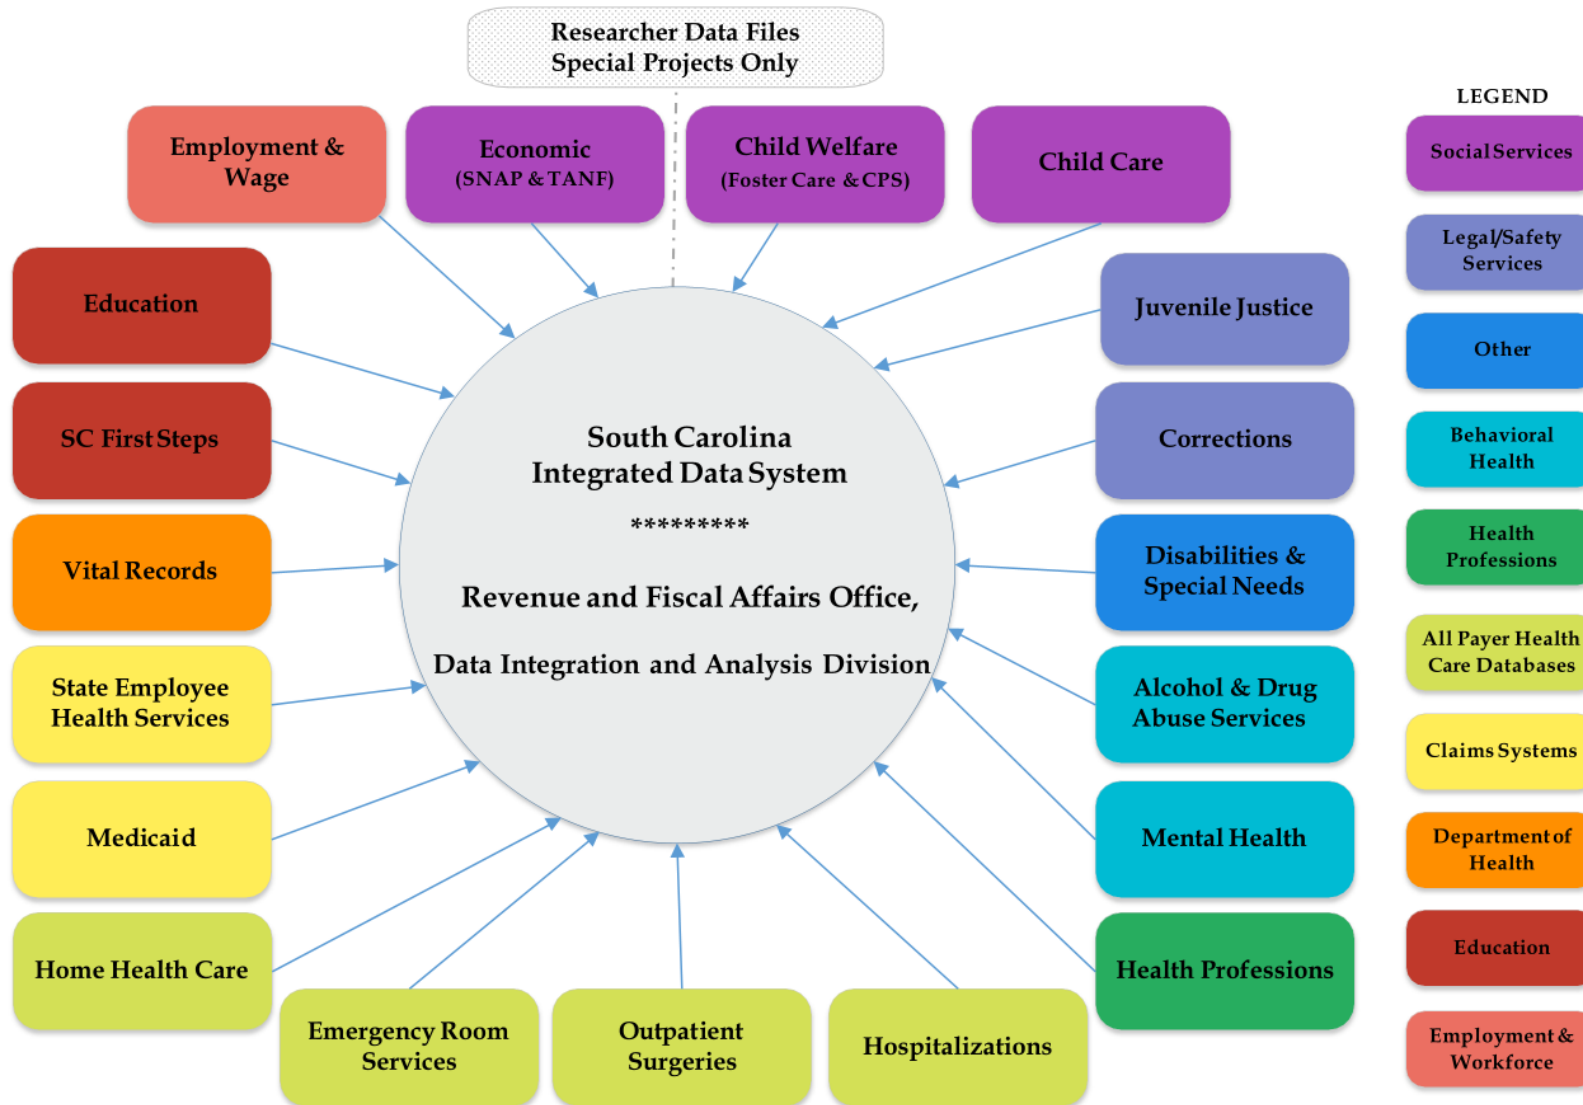 Researcher Data Files
Special Projects Only
Employment &
Wage
Economic
(SNAP & TANF)
Child Welfare
(Foster Care & CPS)
Child Care
Education
SC First Steps
Vital Records
State Employee
Health Services
Medicaid
Home Health Care
Emergency Room
Services
Outpatient
Surgeries
Hospitalizations
South Carolina
Integrated Data System
*********
Revenue and Fiscal Affairs Office,
Data Integration and Analysis Division
Juvenile Justice
Corrections
Disabilities &
Special Needs
Alcohol & Drug
Abuse Services
Mental Health
Health Professions
LEGEND
Social Services
Legal/Safety
Services
Other
Behavioral
Health
Health
Professions
All Payer Health
Care Databases
Claims Systems
Department of
Health
Education
Employment &
Workforce